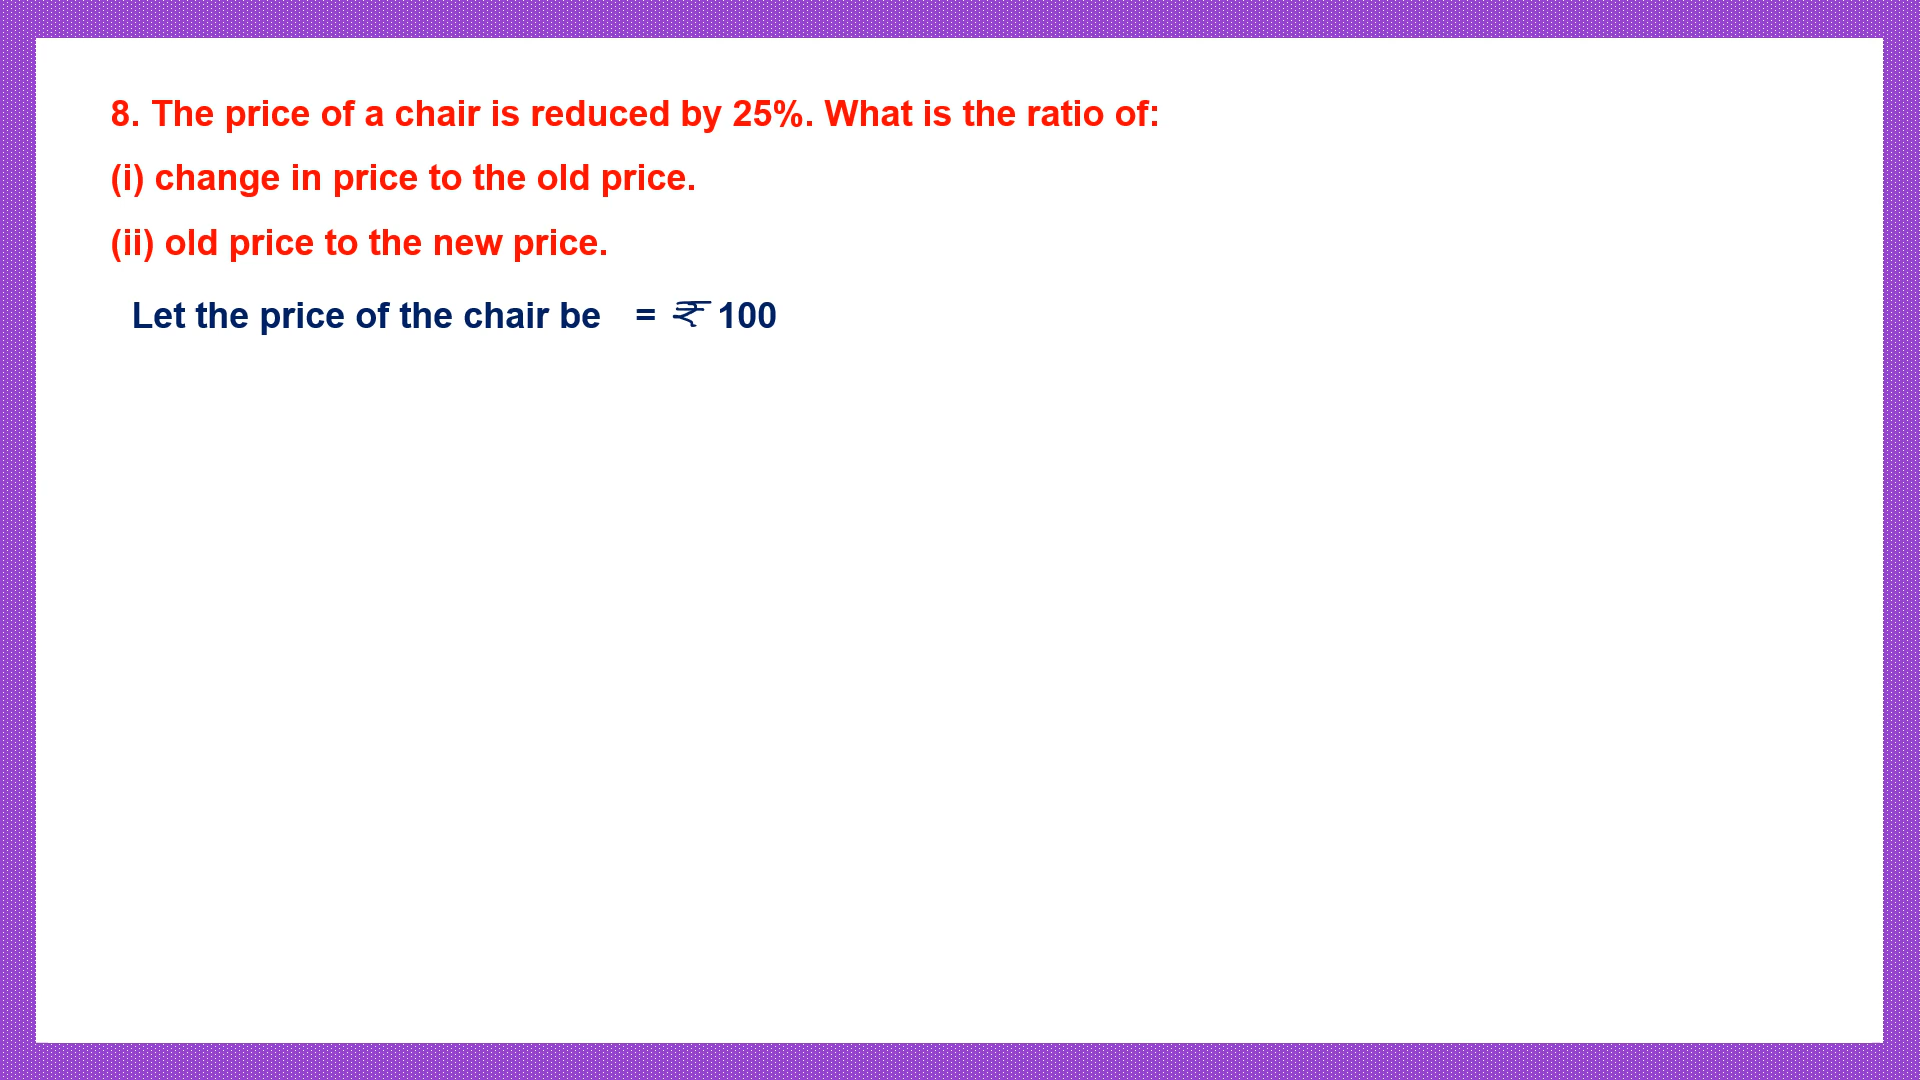 8. The price of a chair is reduced by 25%. What is the ratio of:
(i) change in price to the old price.
(ii) old price to the new price.
Let the price of the chair be = ₹ 100